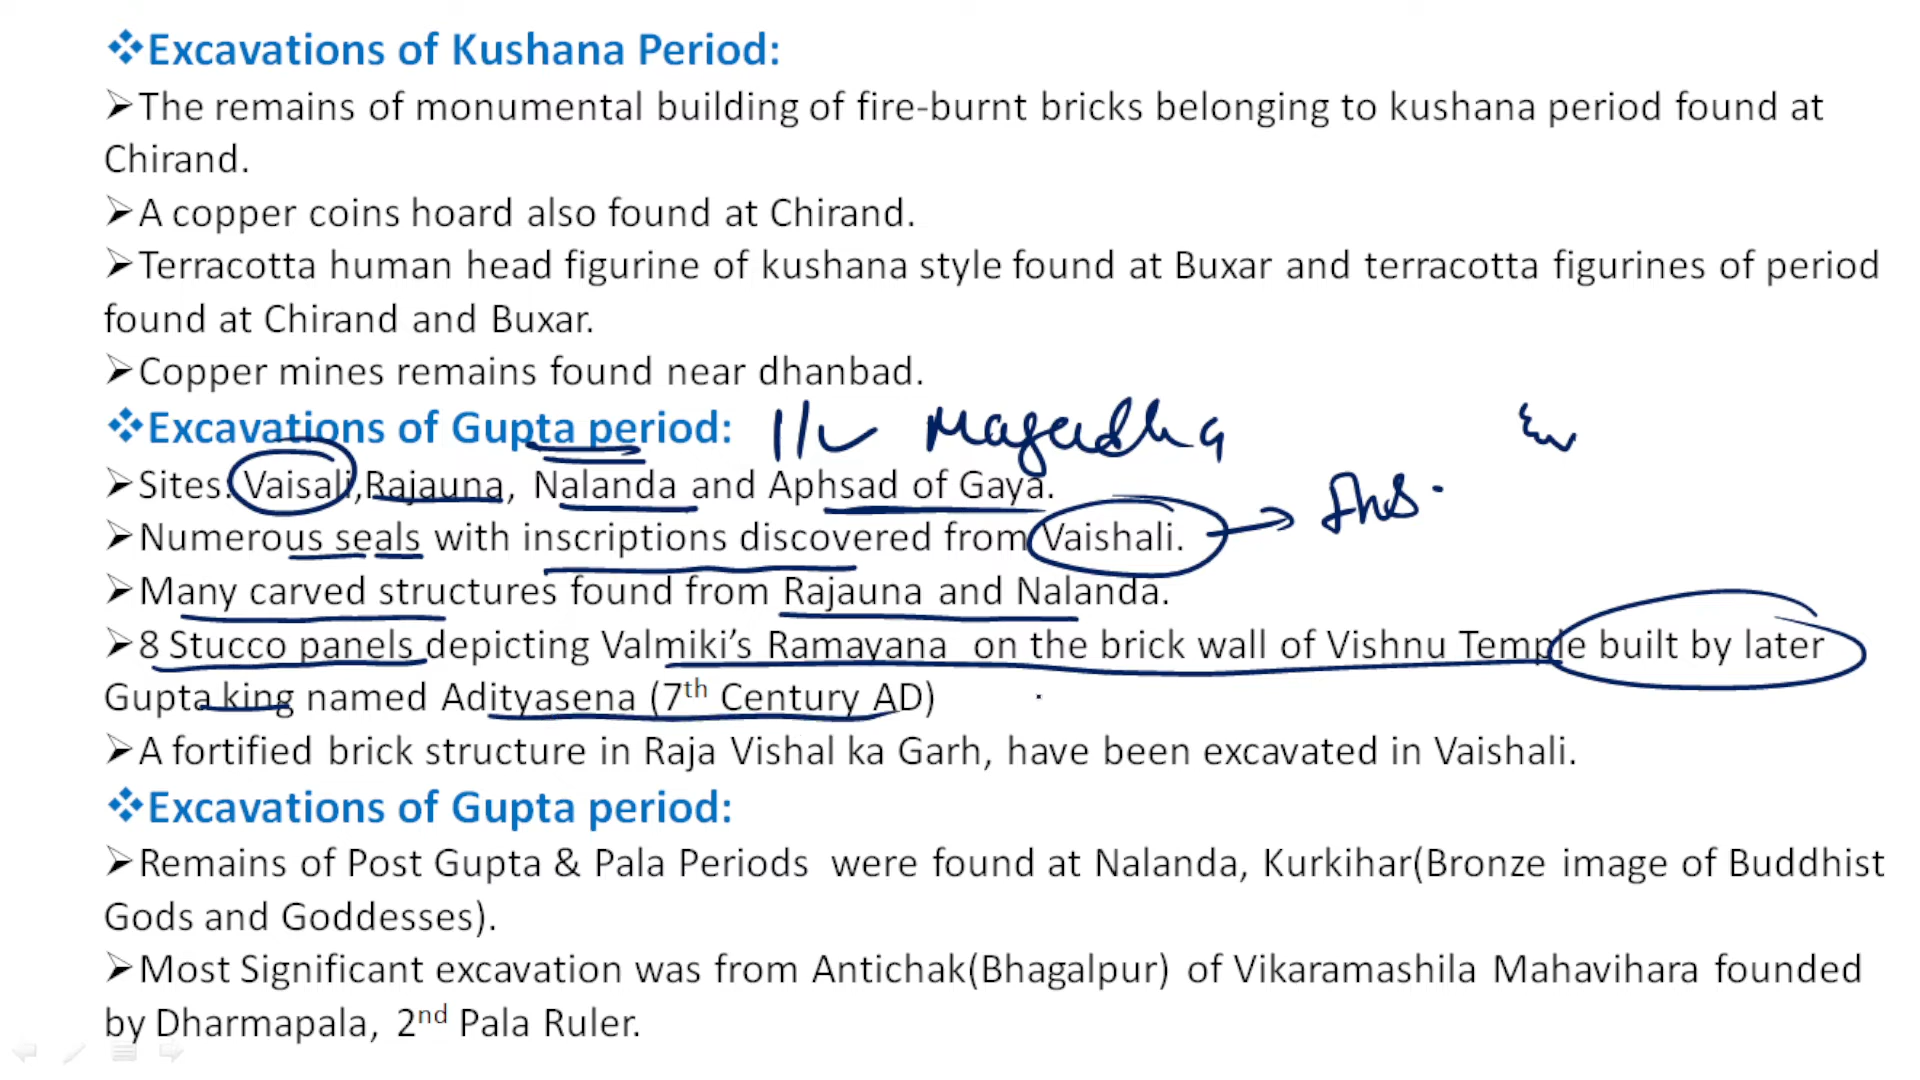 ❖Excavations of Kushana Period:
➢The remains of monumental building of fire-burnt bricks belonging to kushana period found at
Chirand.
➢A copper coins hoard also found at Chirand.
➢Terracotta human head figurine of kushana style found at Buxar and terracotta figurines of period
found at Chirand and Buxar.
➢Copper mines remains found near dhanbad.
❖Excavations of Gupta period: Magadha
➢Sites: Vaisali,Rajauna, Nalanda and Aphsad of Gaya.
➢Numerous seals with inscriptions discovered from Vaishali.
➢Many carved structures found from Rajauna and Nalanda.
➢8 Stucco panels depicting Valmiki’s Ramayana on the brick wall of Vishnu Temple built by later
Gupta king named Adityasena (7th Century AD)
➢A fortified brick structure in Raja Vishal ka Garh, have been excavated in Vaishali.
❖Excavations of Gupta period:
➢Remains of Post Gupta & Pala Periods were found at Nalanda, Kurkihar(Bronze image of Buddhist
Gods and Goddesses).
➢Most Significant excavation was from Antichak(Bhagalpur) of Vikaramashila Mahavihara founded
by Dharmapala, 2nd Pala Ruler.